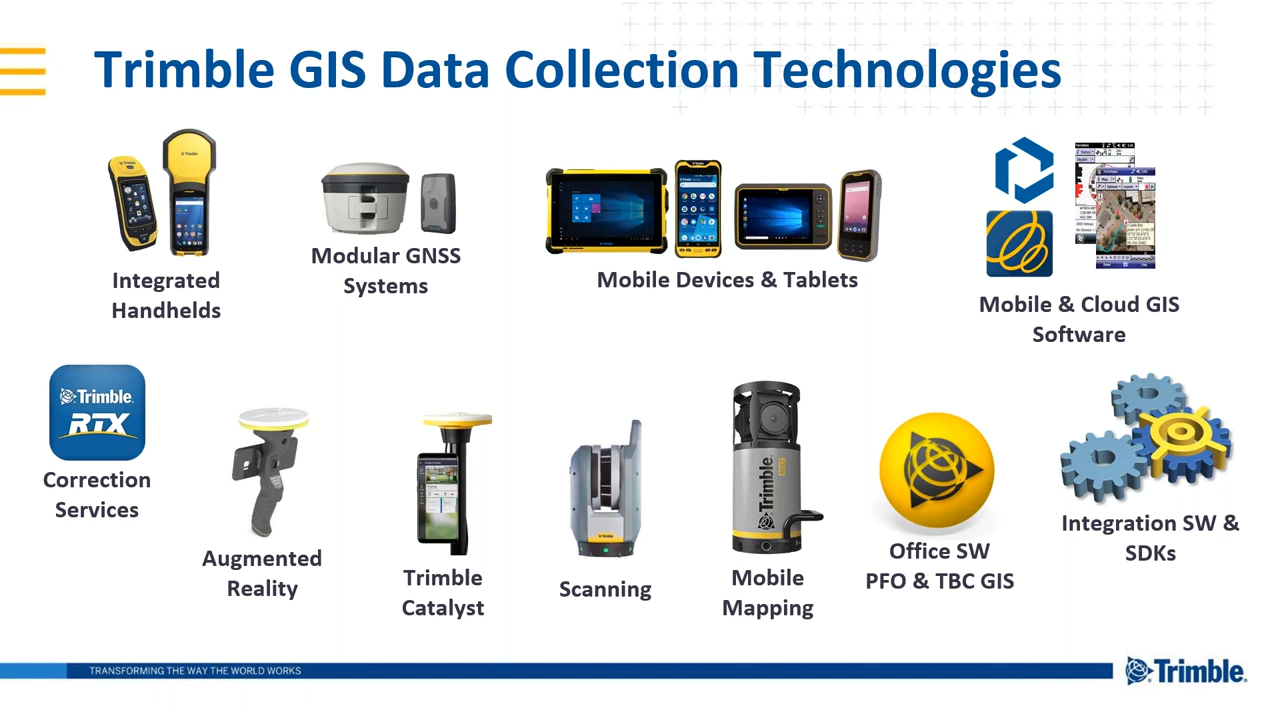 Trimble GIS Data Collection Technologies
Integrated
Handhelds
Modular GNSS
Systems
Mobile Devices & Tablets
Mobile & Cloud GIS
Software
Trimble.
RTX
Correction
Services
Augmented
Reality
Trimble
Catalyst
Trimble
Scanning
Trimble
Mobile
Mapping
Office SW
PFO & TBC GIS
Integration SW &
SDKs
TRANSFORMING THE WAY THE WORLD WORKS
Trimble.